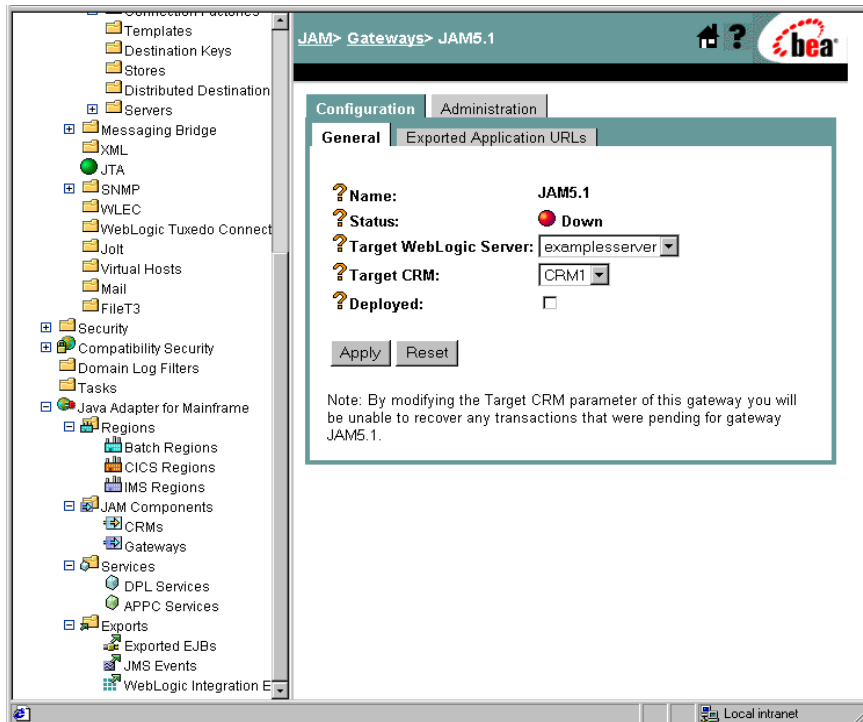 Connection Factories
Templates
Destination Keys
Stores
Distributed Destination
Servers
Messaging Bridge
XML
JTA
SNMP
WLEC
WebLogic Tuxedo Connect
Jolt
Virtual Hosts
Mail
FileT3
Security
Compatibility Security
Domain Log Filters
Tasks
Java Adapter for Mainframe
Regions
Batch Regions
CICS Regions
IMS Regions
JAM Components
CRMs
Gateways
Services
DPL Services
APPC Services
Exports
Exported EJBs
JMS Events
WebLogic Integration E
JAM> Gateways> JAM5.1
?
bea
Configuration Administration
General Exported Application URLs
? Name: JAM5.1
? Status: Down
? Target WebLogic Server: examplesserver
? Target CRM: CRM1
? Deployed:
Apply Reset
Note: By modifying the Target CRM parameter of this gateway you will
be unable to recover any transactions that were pending for gateway
JAM5.1.
Local intranet